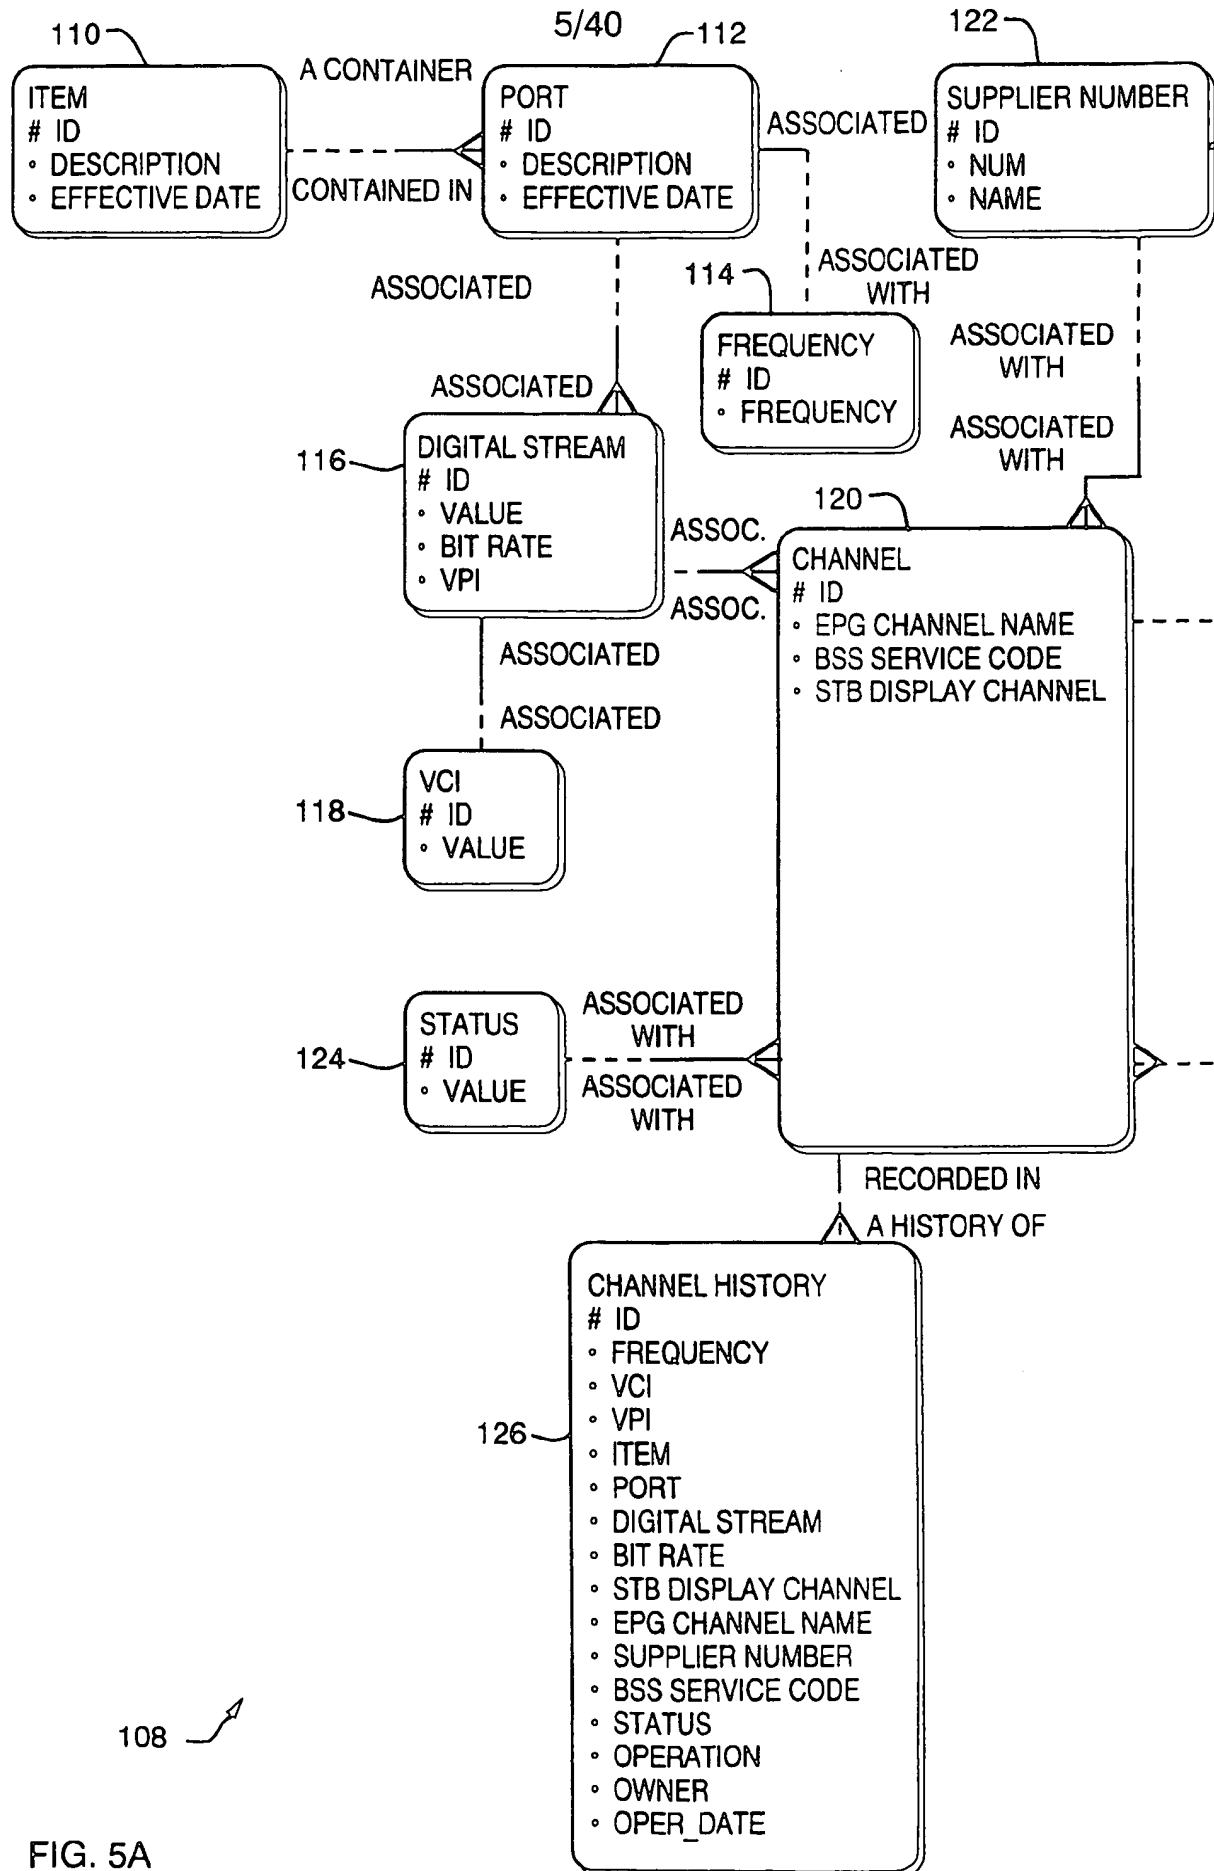 5/40
110
112
122
ITEM
# ID
◦ DESCRIPTION
◦ EFFECTIVE DATE
A CONTAINER
CONTAINED IN
PORT
# ID
◦ DESCRIPTION
◦ EFFECTIVE DATE
ASSOCIATED
SUPPLIER NUMBER
# ID
◦ NUM
◦ NAME
ASSOCIATED
114
ASSOCIATED
WITH
FREQUENCY
# ID
◦ FREQUENCY
ASSOCIATED
WITH
ASSOCIATED
ASSOCIATED
WITH
116
DIGITAL STREAM
# ID
◦ VALUE
◦ BIT RATE
◦ VPI
ASSOC.
ASSOC.
120
CHANNEL
# ID
◦ EPG CHANNEL NAME
◦ BSS SERVICE CODE
◦ STB DISPLAY CHANNEL
ASSOCIATED
ASSOCIATED
118
VCI
# ID
◦ VALUE
124
STATUS
# ID
◦ VALUE
ASSOCIATED
WITH
ASSOCIATED
WITH
RECORDED IN
A HISTORY OF
126
CHANNEL HISTORY
# ID
◦ FREQUENCY
◦ VCI
◦ VPI
◦ ITEM
◦ PORT
◦ DIGITAL STREAM
◦ BIT RATE
◦ STB DISPLAY CHANNEL
◦ EPG CHANNEL NAME
◦ SUPPLIER NUMBER
◦ BSS SERVICE CODE
◦ STATUS
◦ OPERATION
◦ OWNER
◦ OPER_DATE
108
FIG. 5A